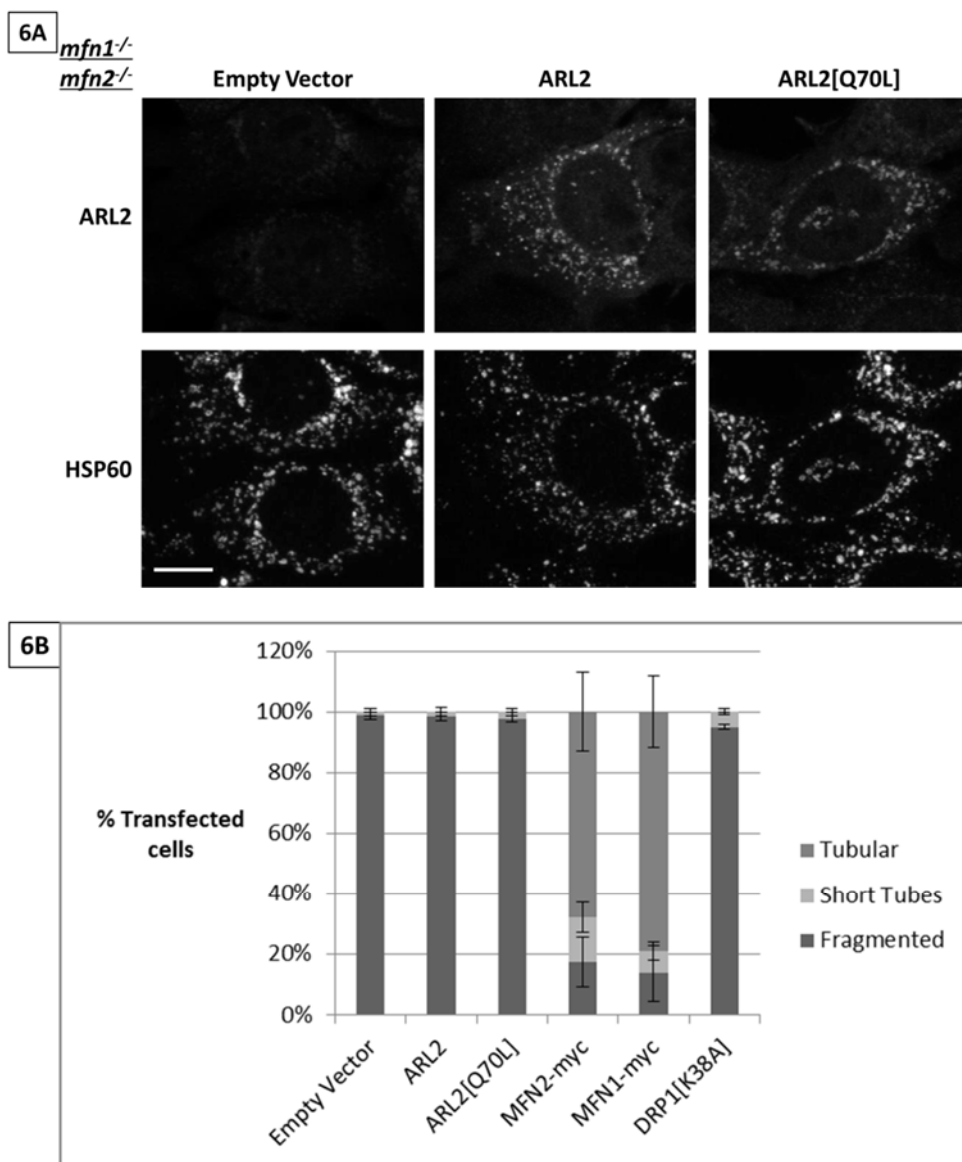 6A
mfn1-/-
mfn2-/-
Empty Vector ARL2 ARL2[Q70L]
ARL2
HSP60
6B
120%
100%
80%
60%
40%
20%
0%
% Transfected
cells
Tubular
Short Tubes
Fragmented
Empty Vector
ARL2
ARL2[Q70L]
MFN2-myc
MFN1-myc
DRP1[K38A]